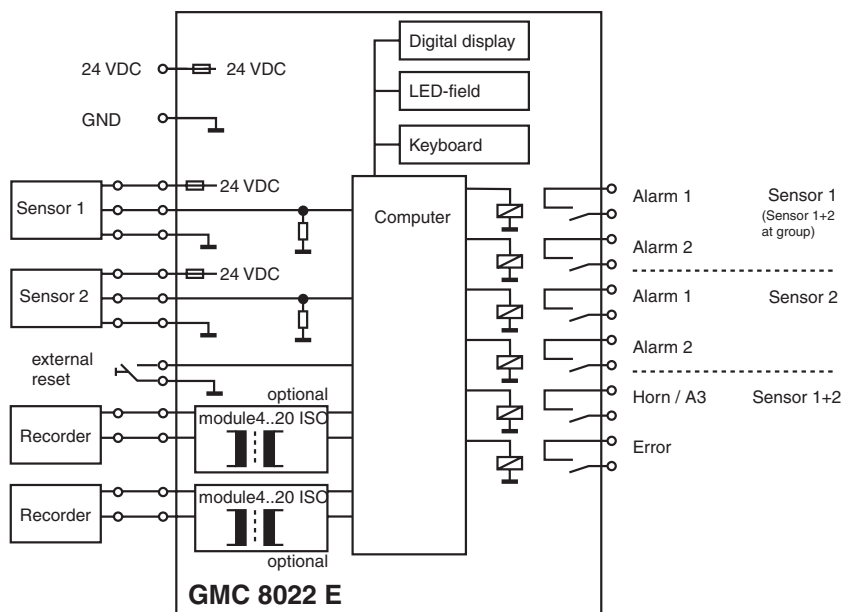 Digital display
24 VDC
24 VDC
LED-field
GND
Keyboard
24 VDC
Sensor 1
Computer
Alarm 1
Sensor 1
(Sensor 1+2
at group)
Alarm 2
24 VDC
Sensor 2
Alarm 1
Sensor 2
Alarm 2
external
reset
optional
Horn / A3
Sensor 1+2
Recorder
module4..20 ISO
Error
Recorder
module4..20 ISO
optional
GMC 8022 E